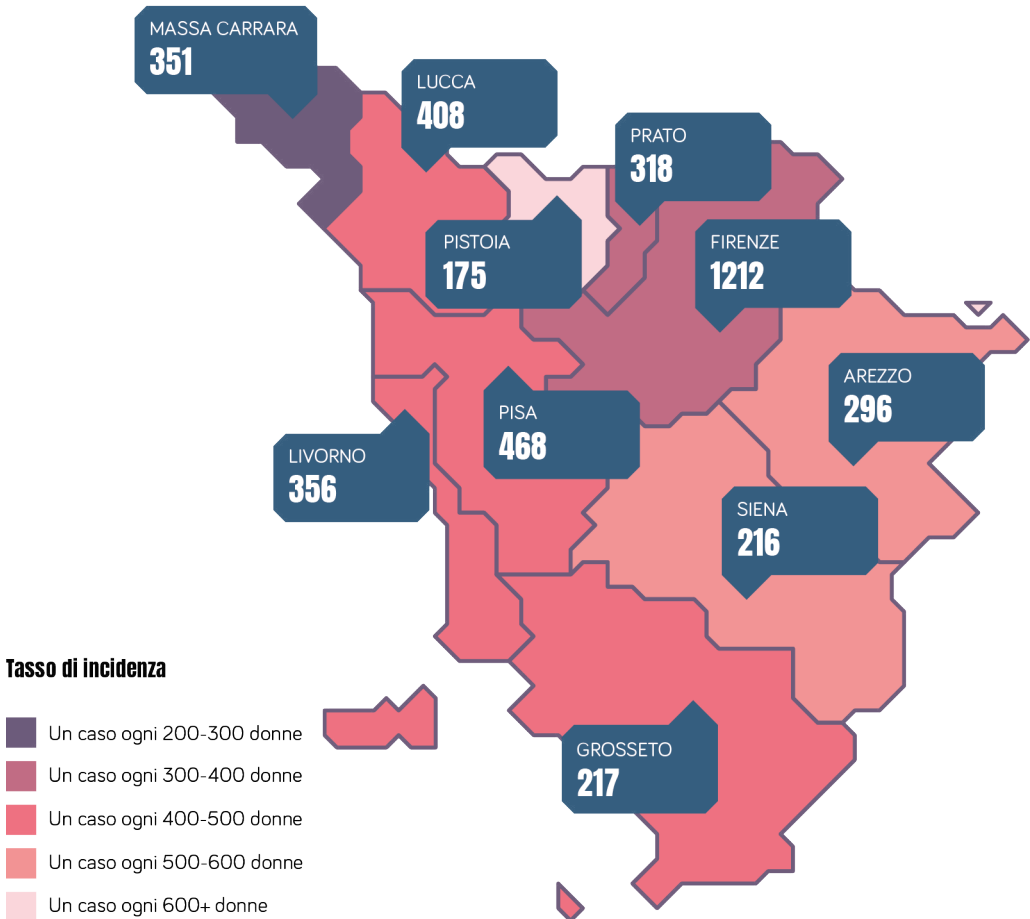 MASSA CARRARA
351
LUCCA
408
PRATO
318
PISTOIA
175
FIRENZE
1212
AREZZO
296
PISA
468
LIVORNO
356
SIENA
216
GROSSETO
217
Tasso di incidenza
Un caso ogni 200-300 donne
Un caso ogni 300-400 donne
Un caso ogni 400-500 donne
Un caso ogni 500-600 donne
Un caso ogni 600+ donne